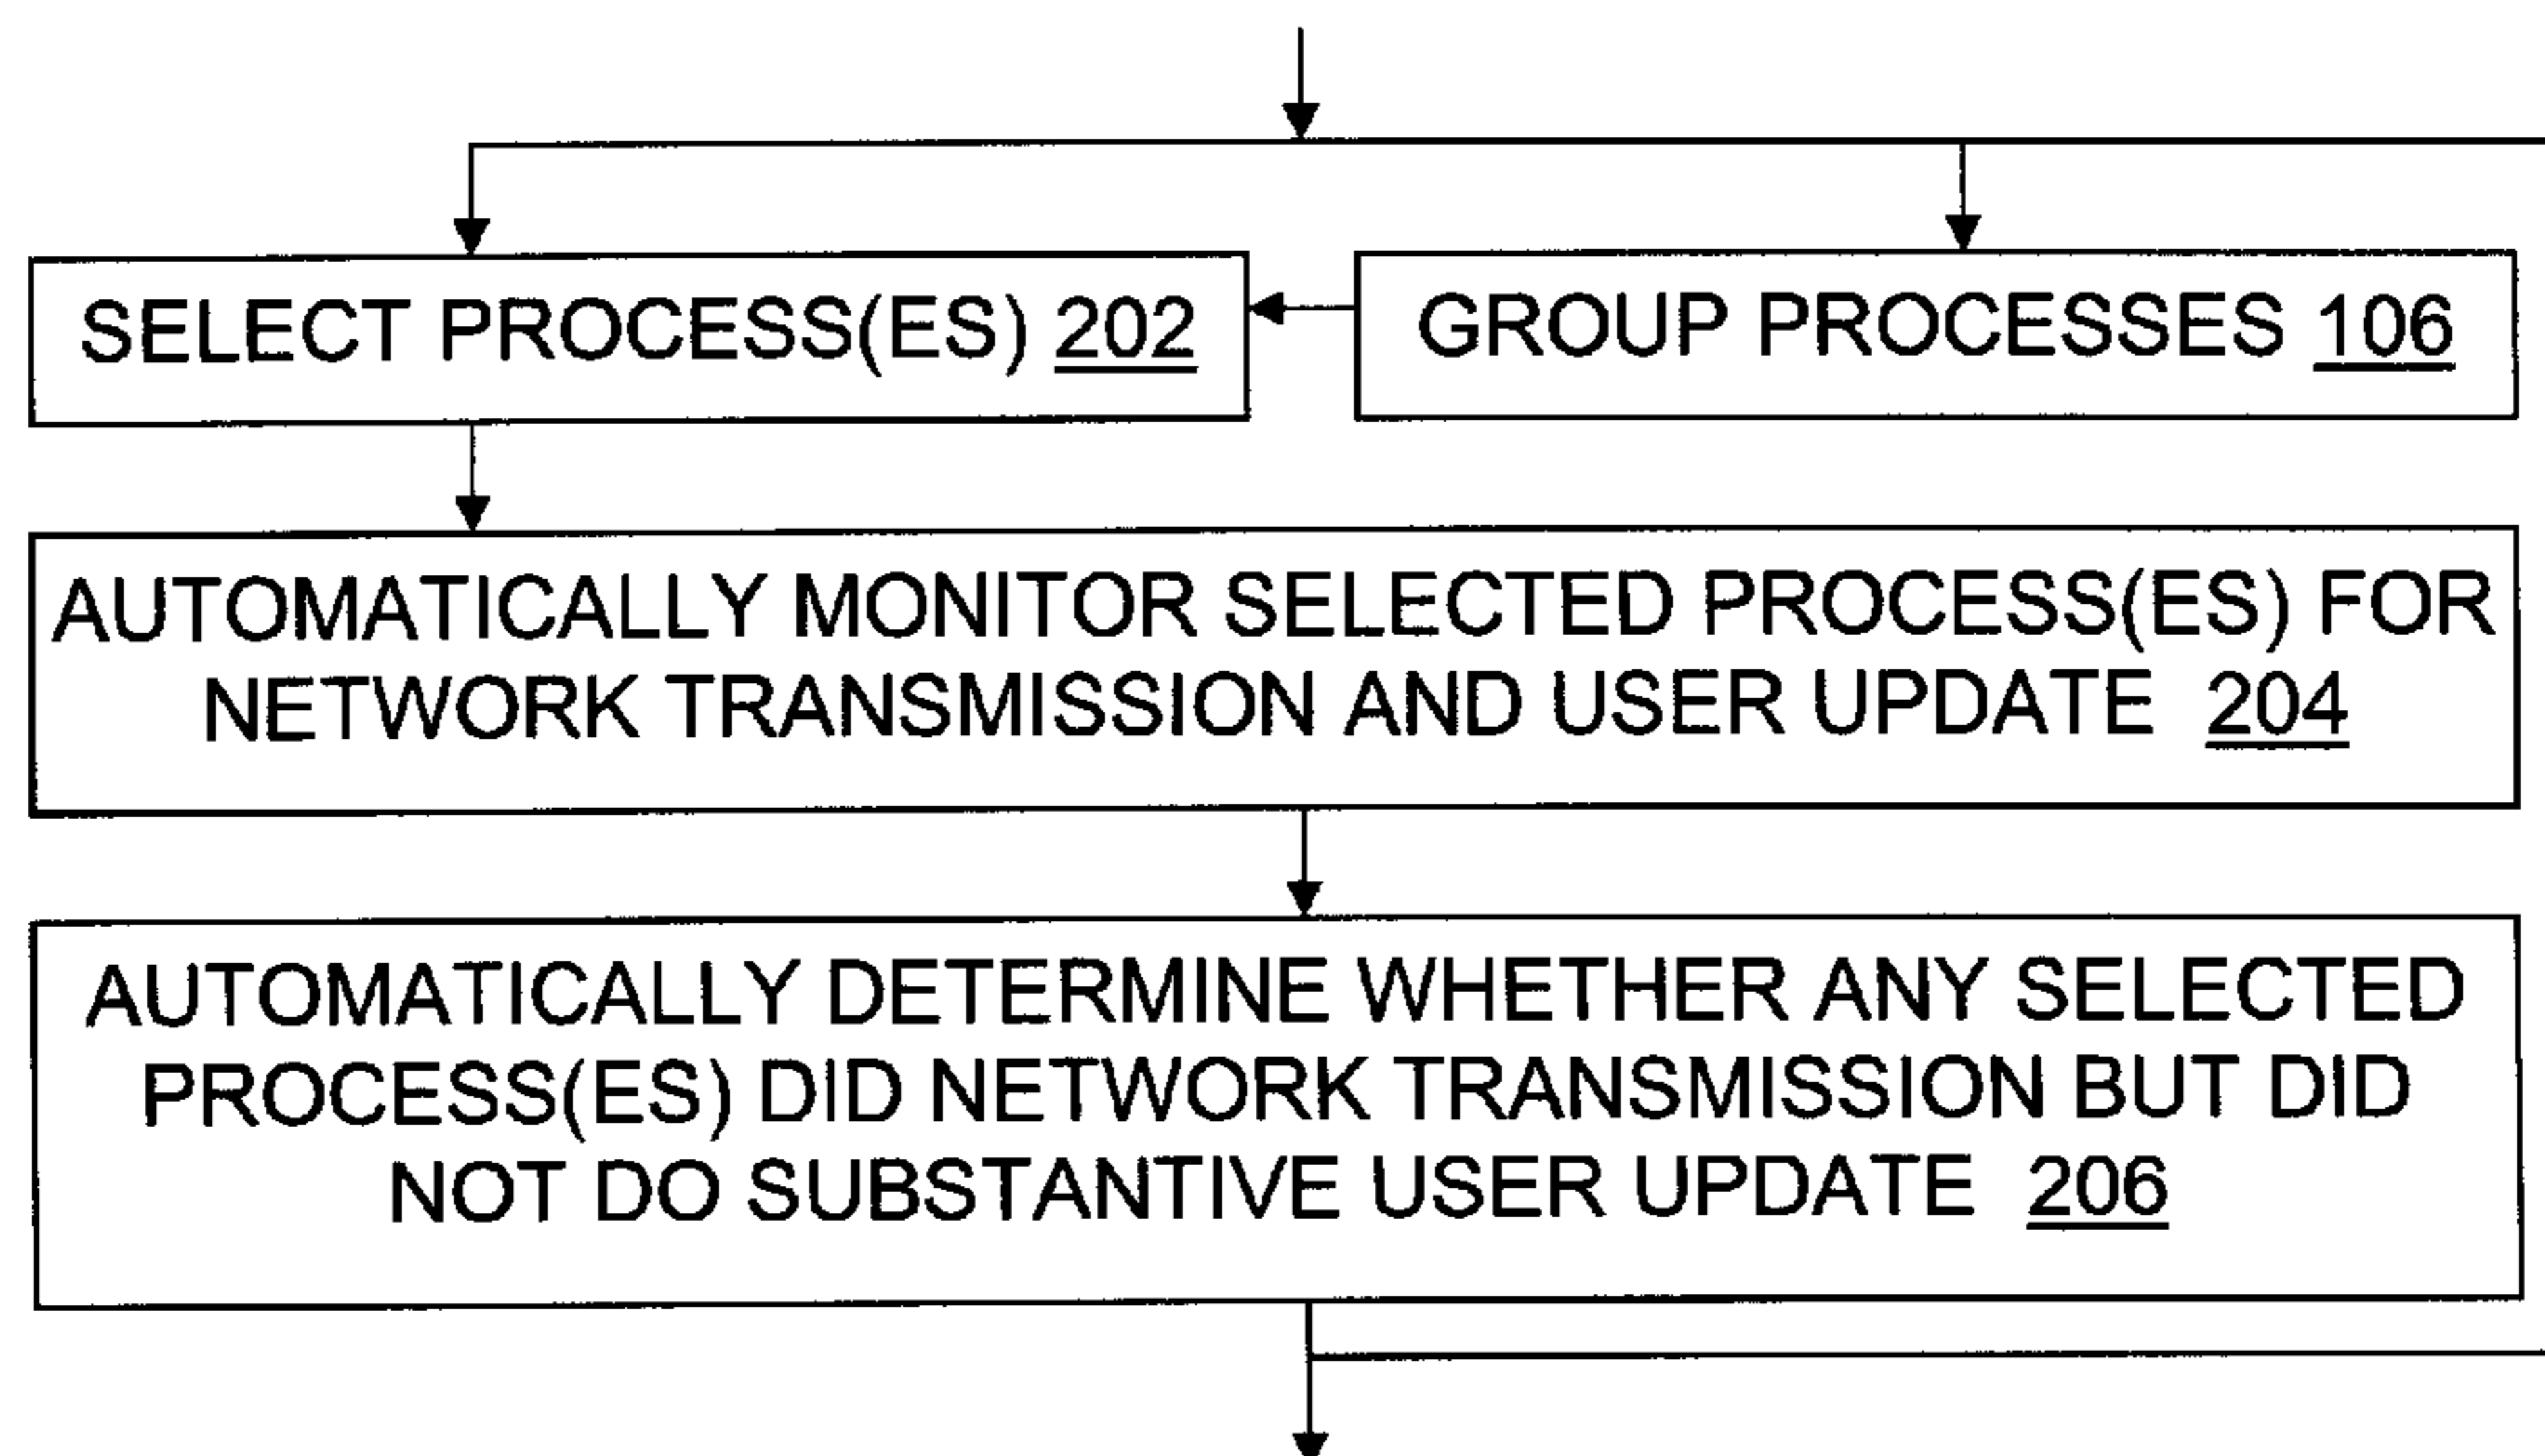 SELECT PROCESS(ES) 202
GROUP PROCESSES 106
AUTOMATICALLY MONITOR SELECTED PROCESS(ES) FOR
NETWORK TRANSMISSION AND USER UPDATE 204
AUTOMATICALLY DETERMINE WHETHER ANY SELECTED
PROCESS(ES) DID NETWORK TRANSMISSION BUT DID
NOT DO SUBSTANTIVE USER UPDATE 206